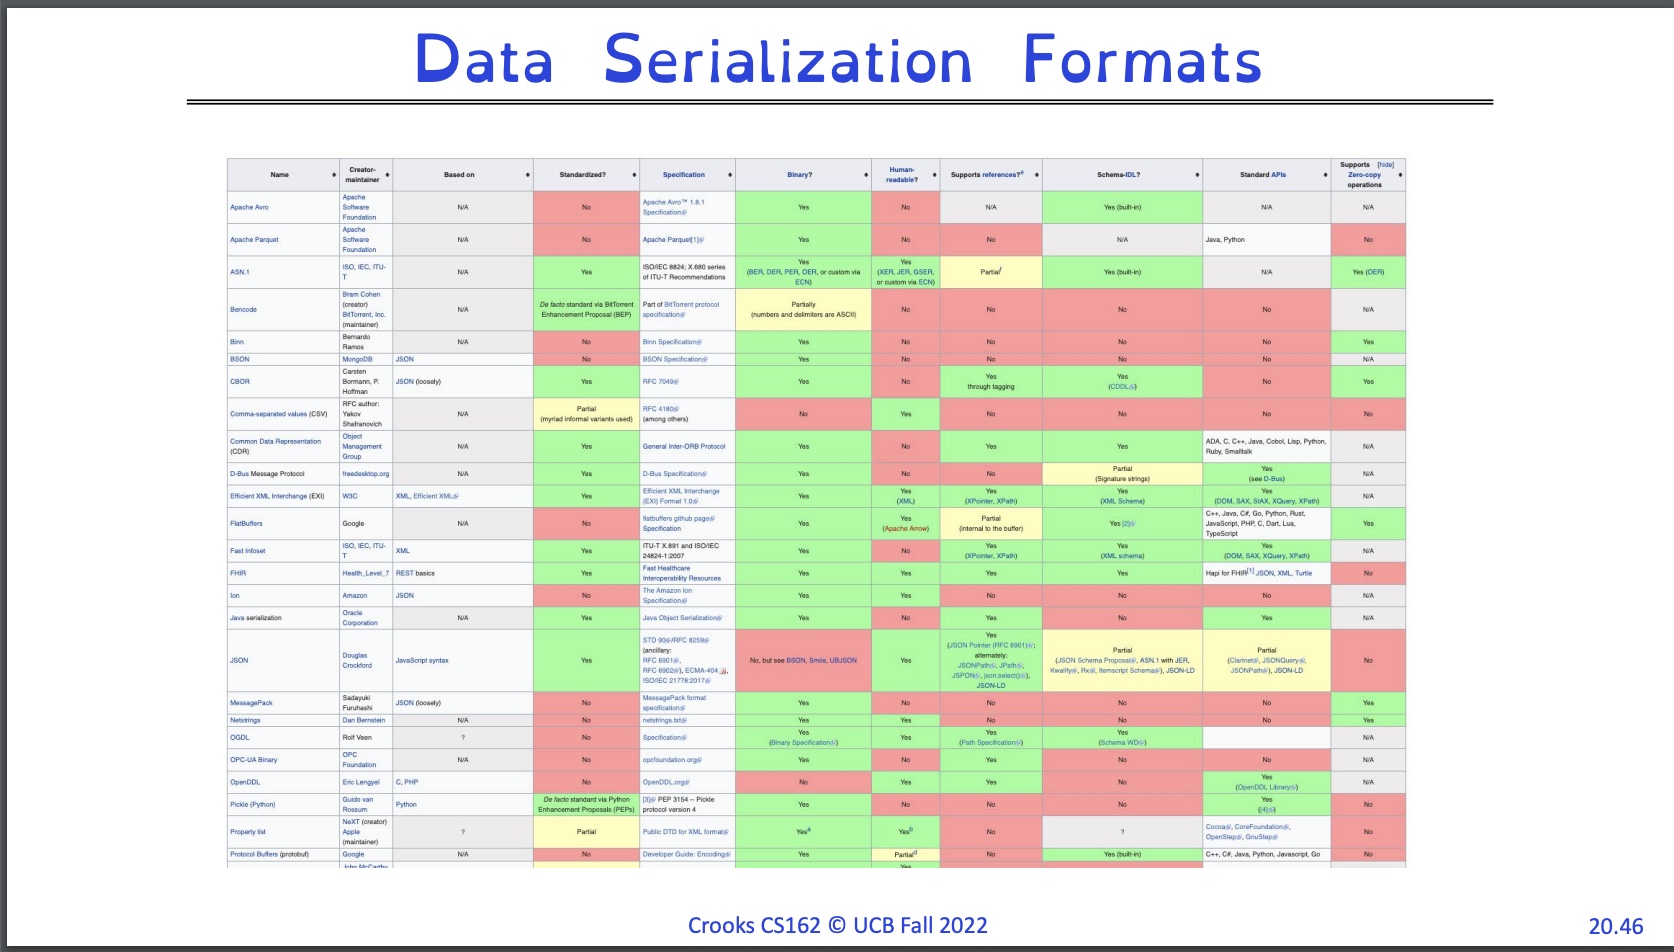 Data Serialization Formats
Name Creator-maintainer Based on Standardized? Specification Binary? Human-readable? Supports references?e Schema-IDL? Standard APIs Supports Zero-copy operations [hide]
Apache Avro Apache Software Foundation N/A No Apache Avro™ 1.8.1 Specification Yes No N/A Yes (built-in) N/A N/A
Apache Parquet Apache Software Foundation N/A No Apache Parquet[1] Yes No No N/A Java, Python No
ASN.1 ISO, IEC, ITU-T N/A Yes ISO/IEC 8824; X.680 series of ITU-T Recommendations Yes (BER, DER, PER, OER, or custom via ECN) Yes (XER, JER, GSER, or custom via ECN) Partialf Yes (built-in) N/A Yes (OER)
Bencode Bram Cohen (creator) BitTorrent, Inc. (maintainer) N/A De facto standard via BitTorrent Enhancement Proposal (BEP) Part of BitTorrent protocol specification Partially (numbers and delimiters are ASCII) No No No No N/A
Binn Bernardo Ramos N/A No Binn Specification Yes No No No No Yes
BSON MongoDB JSON No BSON Specification Yes No No No No N/A
CBOR Carsten Bormann, P. Hoffman JSON (loosely) Yes RFC 7049 Yes No Yes through tagging Yes (CDDL) No Yes
Comma-separated values (CSV) RFC author: Yakov Shafranovich N/A Partial (myriad informal variants used) RFC 4180 (among others) No Yes No No No No
Common Data Representation (CDR) Object Management Group N/A Yes General Inter-ORB Protocol Yes No Yes Yes ADA, C, C++, Java, Cobol, Lisp, Python, Ruby, Smalltalk N/A
D-Bus Message Protocol freedesktop.org N/A Yes D-Bus Specification Yes No No Partial (Signature strings) Yes (see D-Bus) N/A
Efficient XML Interchange (EXI) W3C XML, Efficient XML Yes Efficient XML Interchange (EXI) Format 1.0 Yes Yes (XML) Yes (XPointer, XPath) Yes (XML Schema) Yes (DOM, SAX, StAX, XQuery, XPath) N/A
FlatBuffers Google N/A No flatbuffers github page Specification Yes Yes (Apache Arrow) Partial (internal to the buffer) Yes [2] C++, Java, C#, Go, Python, Rust, JavaScript, PHP, C, Dart, Lua, TypeScript Yes
Fast Infoset ISO, IEC, ITU-T XML Yes ITU-T X.891 and ISO/IEC 24824-1:2007 Yes No Yes (XPointer, XPath) Yes (XML schema) Yes (DOM, SAX, XQuery, XPath) N/A
FHIR Health_Level_7 REST basics Yes Fast Healthcare Interoperability Resources Yes Yes Yes Yes Hapi for FHIR[1] JSON, XML, Turtle No
Ion Amazon JSON No The Amazon Ion Specification Yes Yes No No No N/A
Java serialization Oracle Corporation N/A Yes Java Object Serialization Yes No Yes No Yes N/A
JSON Douglas Crockford JavaScript syntax Yes STD 90/RFC 8259 (ancillary: RFC 6901, RFC 6902), ECMA-404, ISO/IEC 21778:2017 No, but see BSON, Smile, UBJSON Yes Yes (JSON Pointer (RFC 6901); alternately: JSONPath, JPath, JSPON, json:select()), JSON-LD Partial (JSON Schema Proposal, ASN.1 with JER, Kwalify, Rx, Itemscript Schema), JSON-LD Partial (Clarinet, JSONQuery, JSONPath), JSON-LD No
MessagePack Sadayuki Furuhashi JSON (loosely) No MessagePack format specification Yes No No No No Yes
Netstrings Dan Bernstein N/A No netstrings.txt Yes Yes No No No Yes
OGDL Rolf Veen ? No Specification Yes (Binary Specification) Yes Yes (Path Specification) Yes (Schema WD) N/A
OPC-UA Binary OPC Foundation N/A No opcfoundation.org Yes No Yes No No N/A
OpenDDL Eric Lengyel C, PHP No OpenDDL.org No Yes Yes No Yes (OpenDDL Library) N/A
Pickle (Python) Guido van Rossum Python De facto standard via Python Enhancement Proposals (PEPs) [3] PEP 3154 -- Pickle protocol version 4 Yes No No No Yes ([4]) No
Property list NeXT (creator) Apple (maintainer) ? Partial Public DTD for XML format Yesa Yesb No ? Cocoa, CoreFoundation, OpenStep, GnuStep No
Protocol Buffers (protobuf) Google N/A No Developer Guide: Encoding Yes Partiald No Yes (built-in) C++, C#, Java, Python, Javascript, Go No
John McCarthy Yes
Crooks CS162 © UCB Fall 2022
20.46